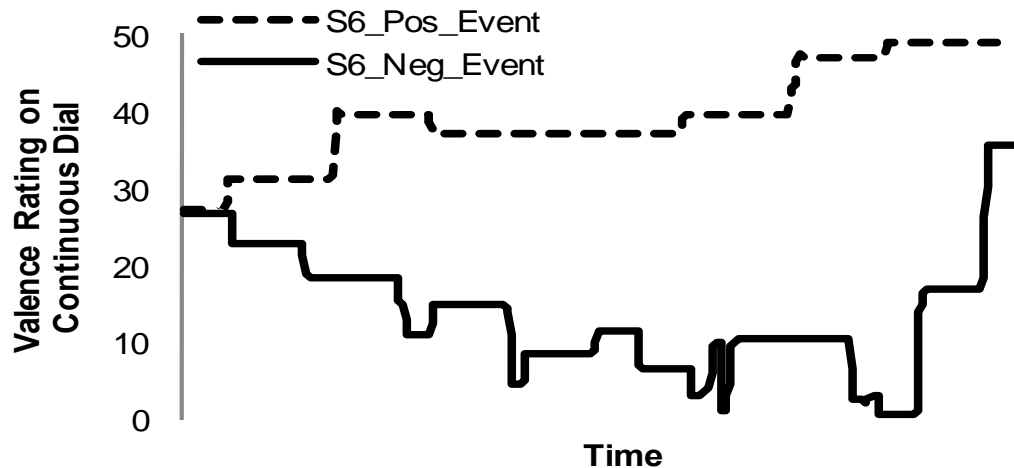 S6_Pos_Event
S6_Neg_Event
Valence Rating on
Continuous Dial
50
40
30
20
10
0
Time